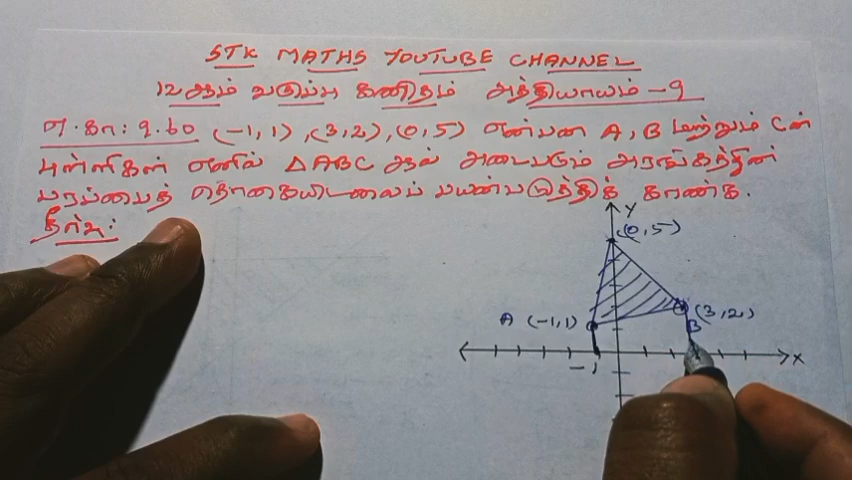 STK MATHS YOUTUBE CHANNEL
12ஆம் வகுப்பு கணிதம் அத்தியாயம் -9
எ.கா: 9.60 (-1,1), (3,2), (0,5) என்பன A, B மற்றும் C ன்
புள்ளிகள் எனில் ΔABC ஆல் அடைபடும் அரங்கத்தின்
பரப்பைத் தொகையிடலைப் பயன்படுத்திக் காண்க.
தீர்வு:
Y
(0,5)
A (-1,1)
(3,2)
B
-1
X